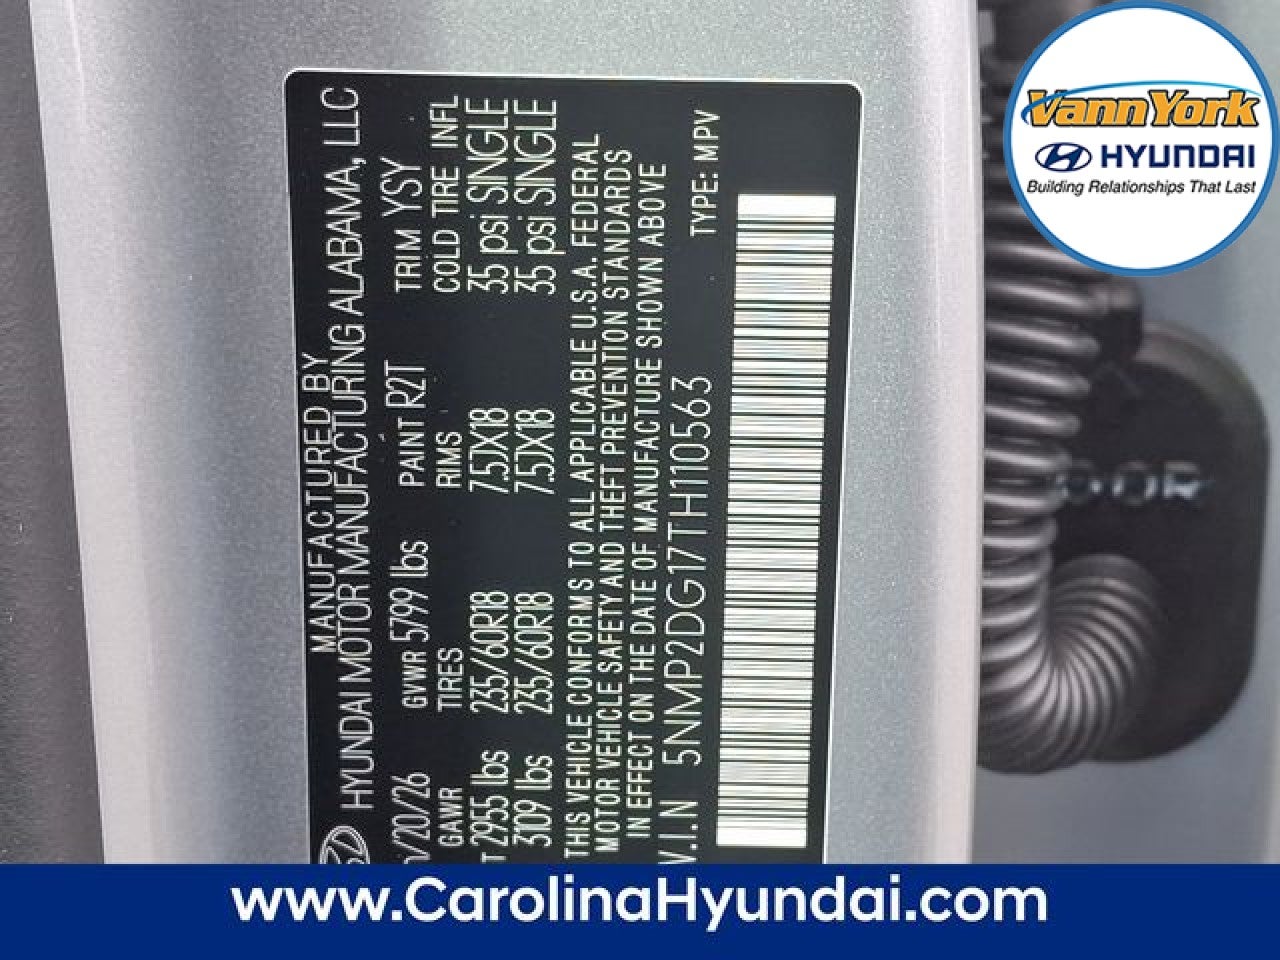 MANUFACTURED BY
HYUNDAI MOTOR MANUFACTURING ALABAMA, LLC
/20/26 GVWR 5799 lbs PAINT R2T TRIM YSY
GAWR TIRES RIMS COLD TIRE INFL
T 2955 lbs 235/60R18 7.5JX18 35 psi SINGLE
3109 lbs 235/60R18 7.5JX18 35 psi SINGLE
THIS VEHICLE CONFORMS TO ALL APPLICABLE U.S.A. FEDERAL
MOTOR VEHICLE SAFETY AND THEFT PREVENTION STANDARDS
IN EFFECT ON THE DATE OF MANUFACTURE SHOWN ABOVE
V.I.N 5NMP2DG17TH110563 TYPE: MPV
VannYork
HYUNDAI
Building Relationships That Last
www.CarolinaHyundai.com